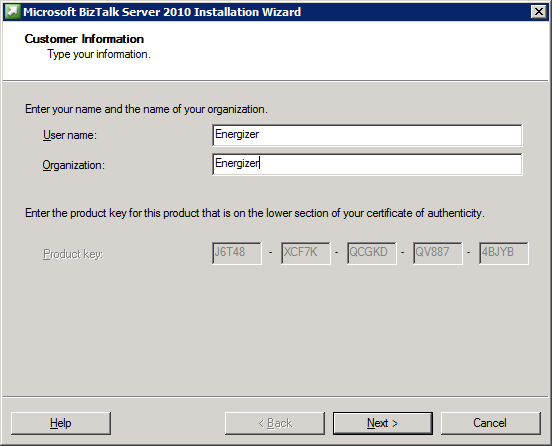 Microsoft BizTalk Server 2010 Installation Wizard
Customer Information
Type your information.
Enter your name and the name of your organization.
User name: Energizer
Organization: Energizer
Enter the product key for this product that is on the lower section of your certificate of authenticity.
Product key: J6T48 - XCF7K - QCGKD - QV887 - 4BJYB
Help < Back Next > Cancel